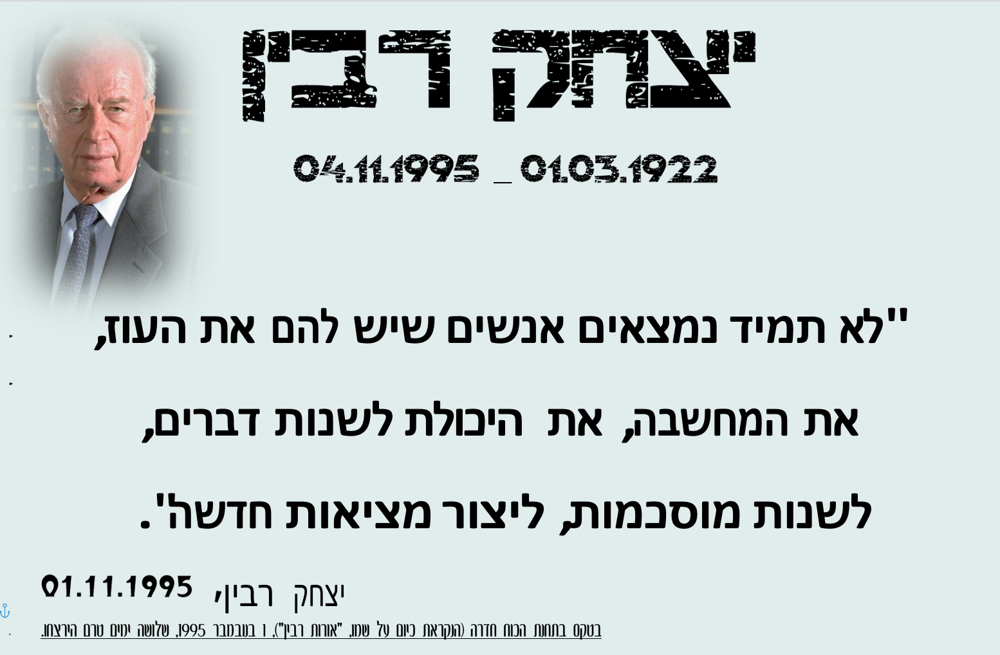 יצחק רבין
01.03.1922 _ 04.11.1995
"לא תמיד נמצאים אנשים שיש להם את העוז,
את המחשבה, את היכולת לשנות דברים,
לשנות מוסכמות, ליצור מציאות חדשה".
יצחק רבין, 01.11.1995
בטקס בתחנת הכוח חדרה (הנקראת כיום על שמו, "אורות רבין"), 1 בנובמבר 1995, שלושה ימים טרם הירצחו.